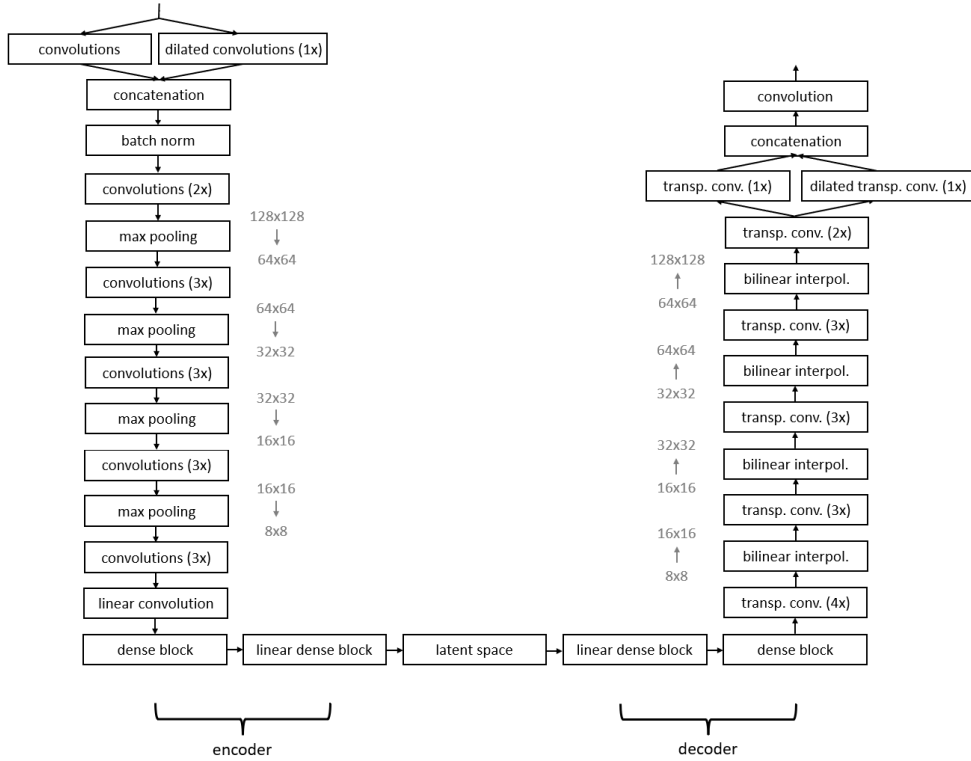 convolutions
dilated convolutions (1x)
concatenation
batch norm
convolutions (2x)
max pooling
128x128
64x64
convolutions (3x)
max pooling
64x64
32x32
convolutions (3x)
max pooling
32x32
16x16
convolutions (3x)
max pooling
16x16
8x8
convolutions (3x)
linear convolution
dense block
linear dense block
latent space
linear dense block
dense block
convolution
concatenation
transp. conv. (1x)
dilated transp. conv. (1x)
transp. conv. (2x)
128x128
64x64
bilinear interpol.
transp. conv. (3x)
64x64
32x32
bilinear interpol.
transp. conv. (3x)
32x32
16x16
bilinear interpol.
transp. conv. (3x)
16x16
8x8
bilinear interpol.
transp. conv. (4x)
encoder
decoder